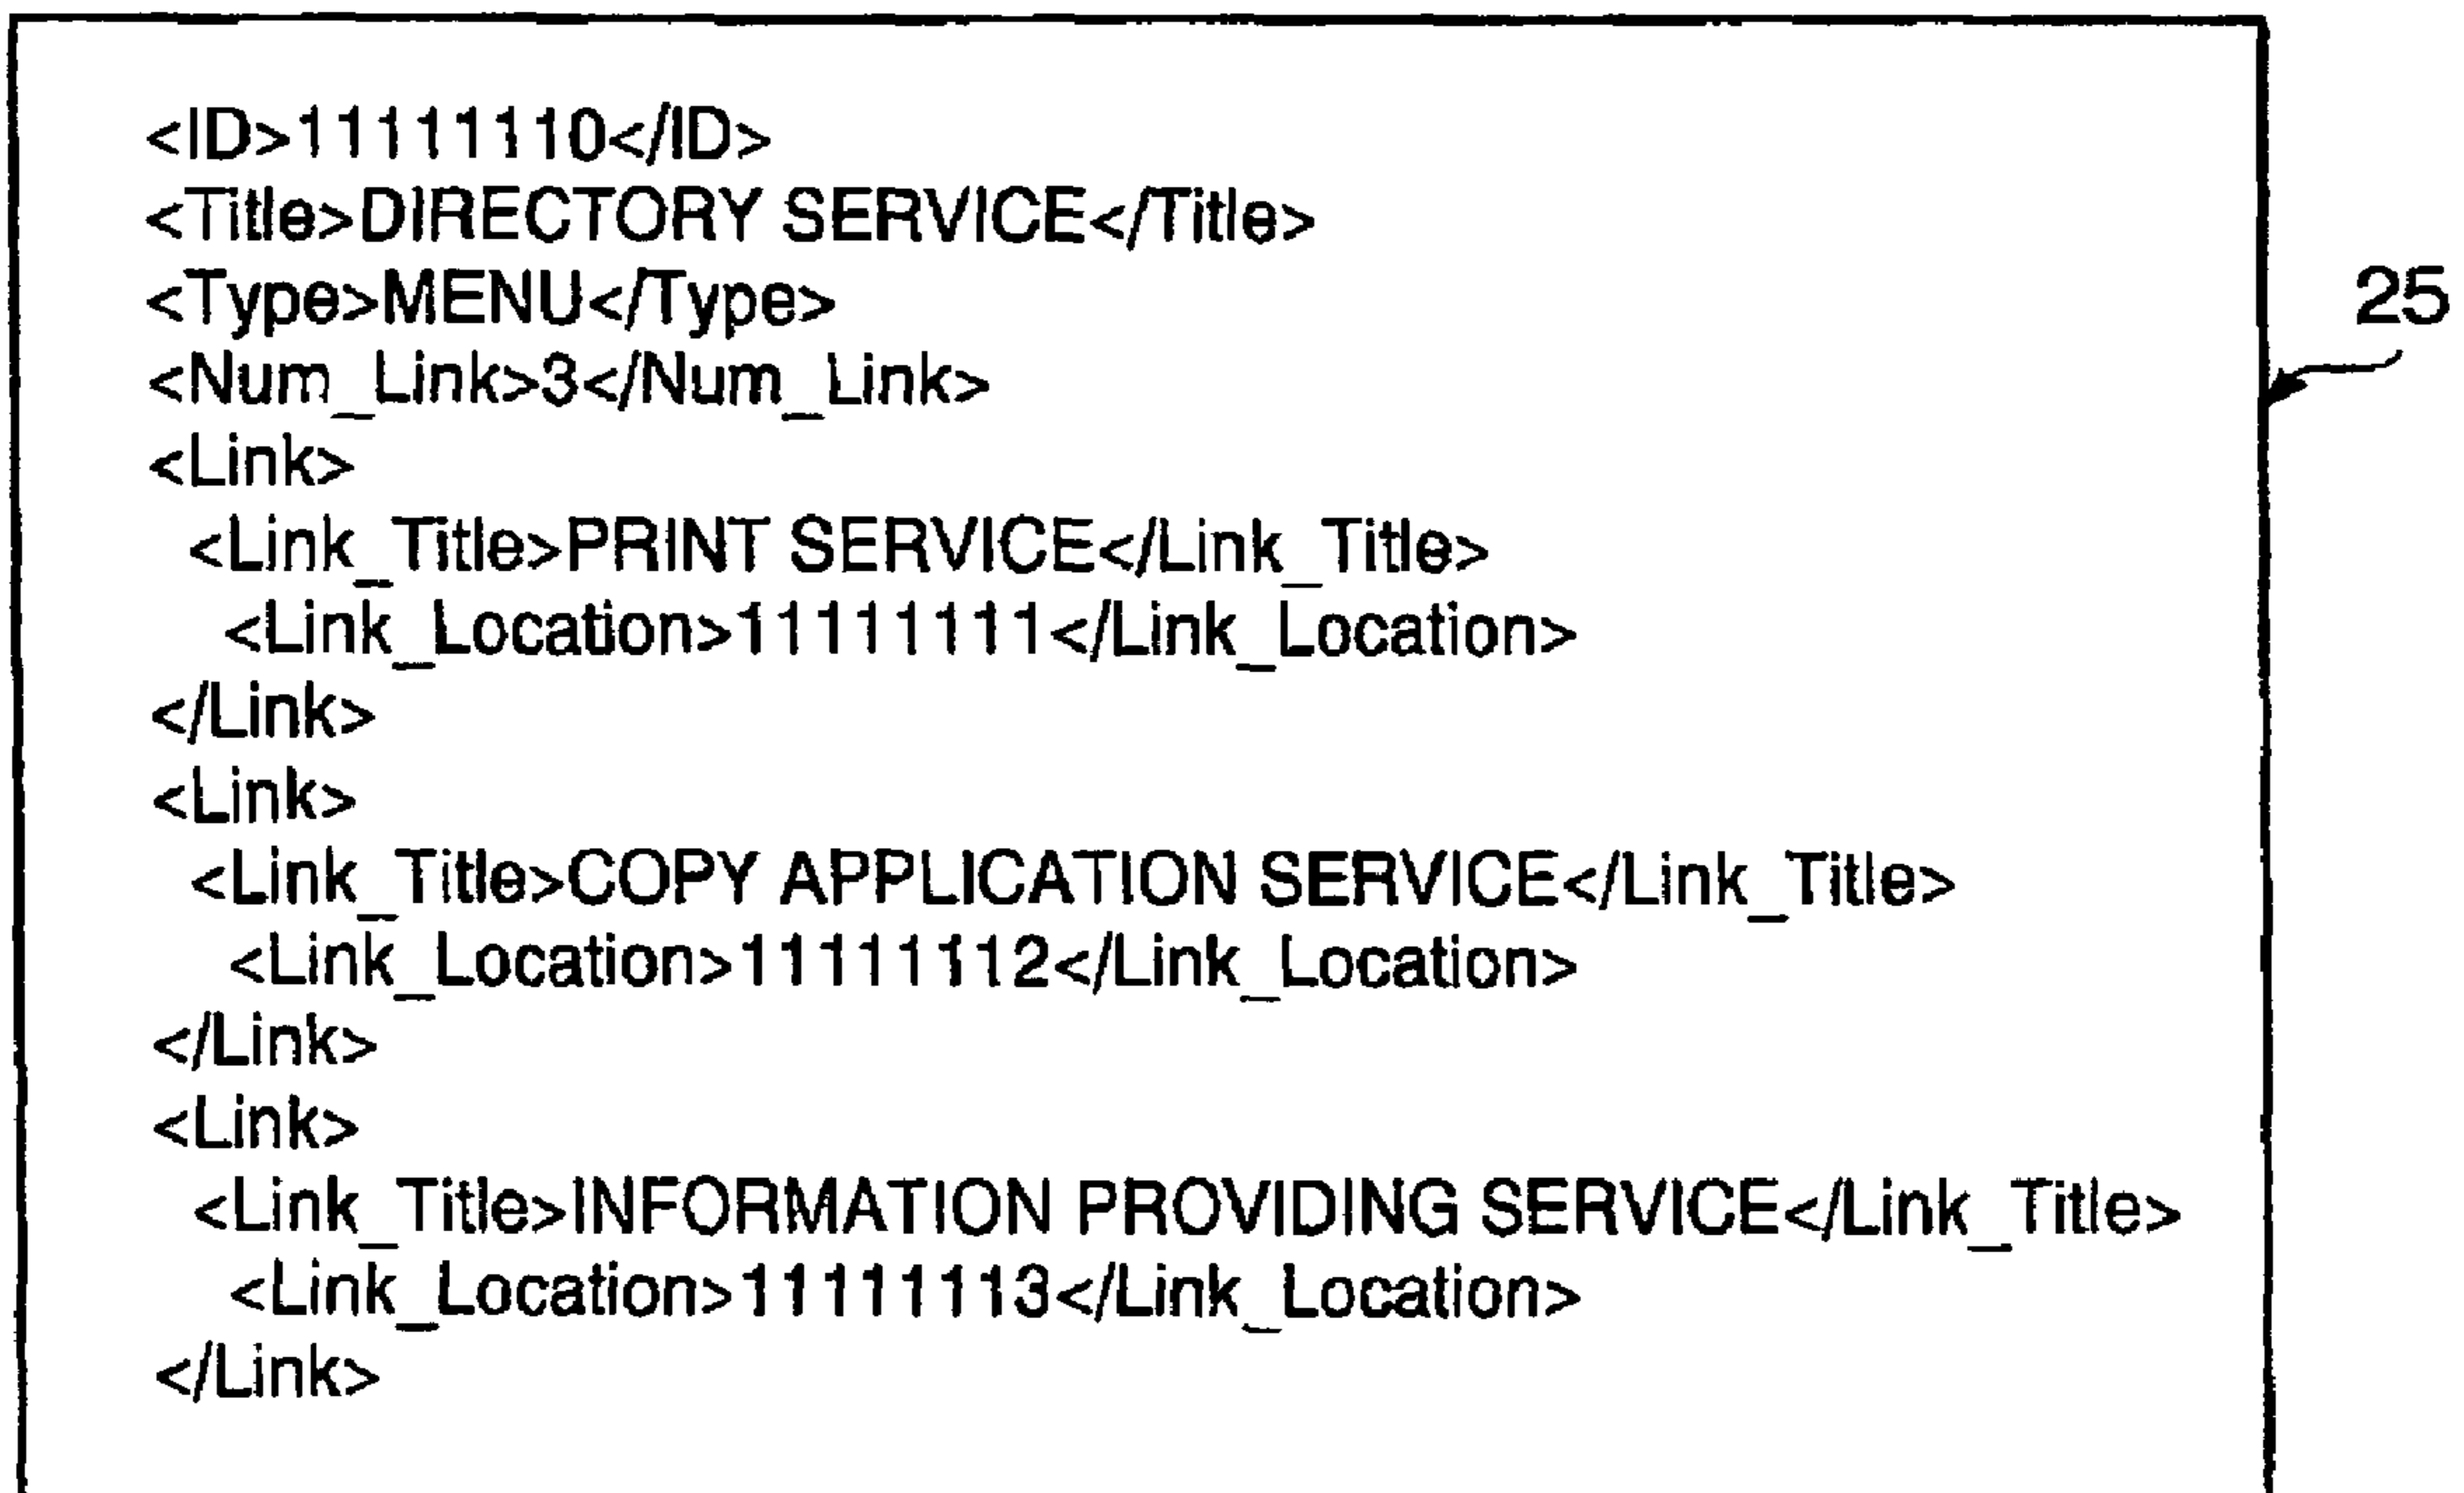 <ID>11111110</ID>
<Title>DIRECTORY SERVICE</Title>
<Type>MENU</Type>
25
<Num_Link>3</Num_Link>
<Link>
<Link_Title>PRINT SERVICE</Link_Title>
<Link_Location>11111111</Link_Location>
</Link>
<Link>
<Link_Title>COPY APPLICATION SERVICE</Link_Title>
<Link_Location>11111112</Link_Location>
</Link>
<Link>
<Link_Title>INFORMATION PROVIDING SERVICE</Link_Title>
<Link_Location>11111113</Link_Location>
</Link>